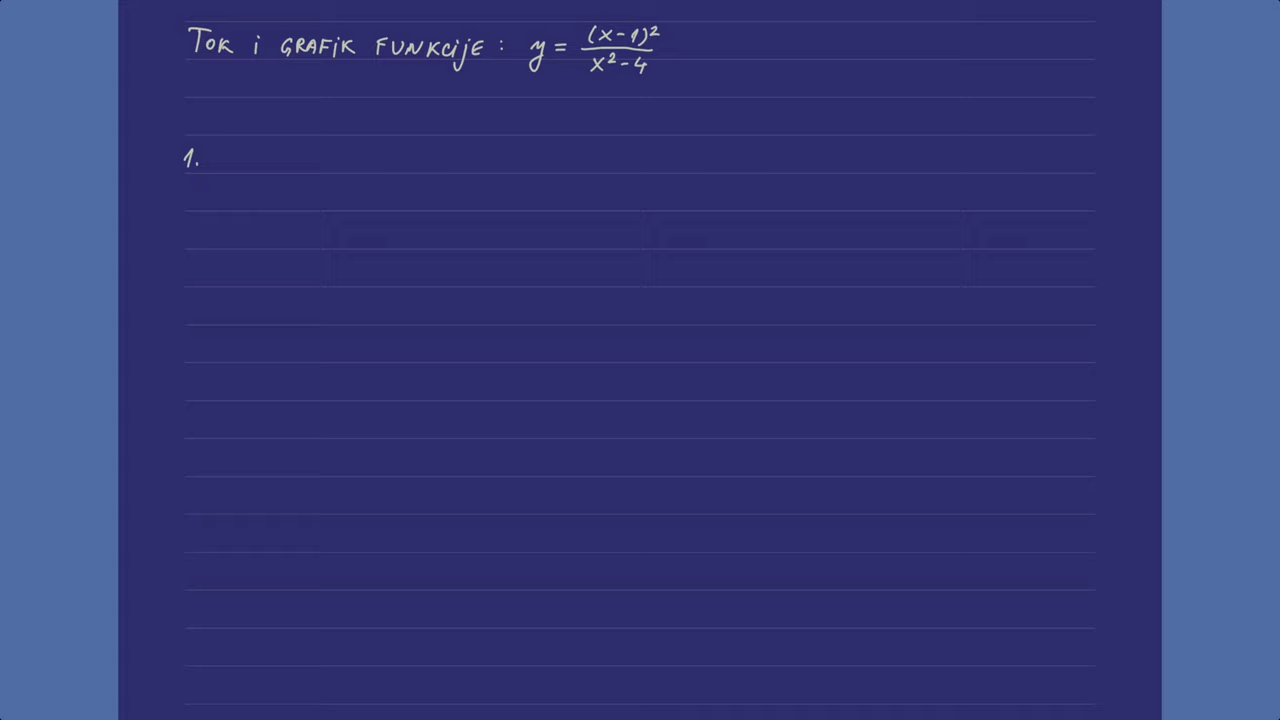 Tok i grafik funkcije: y = (x-1)²/(x²-4)
1.